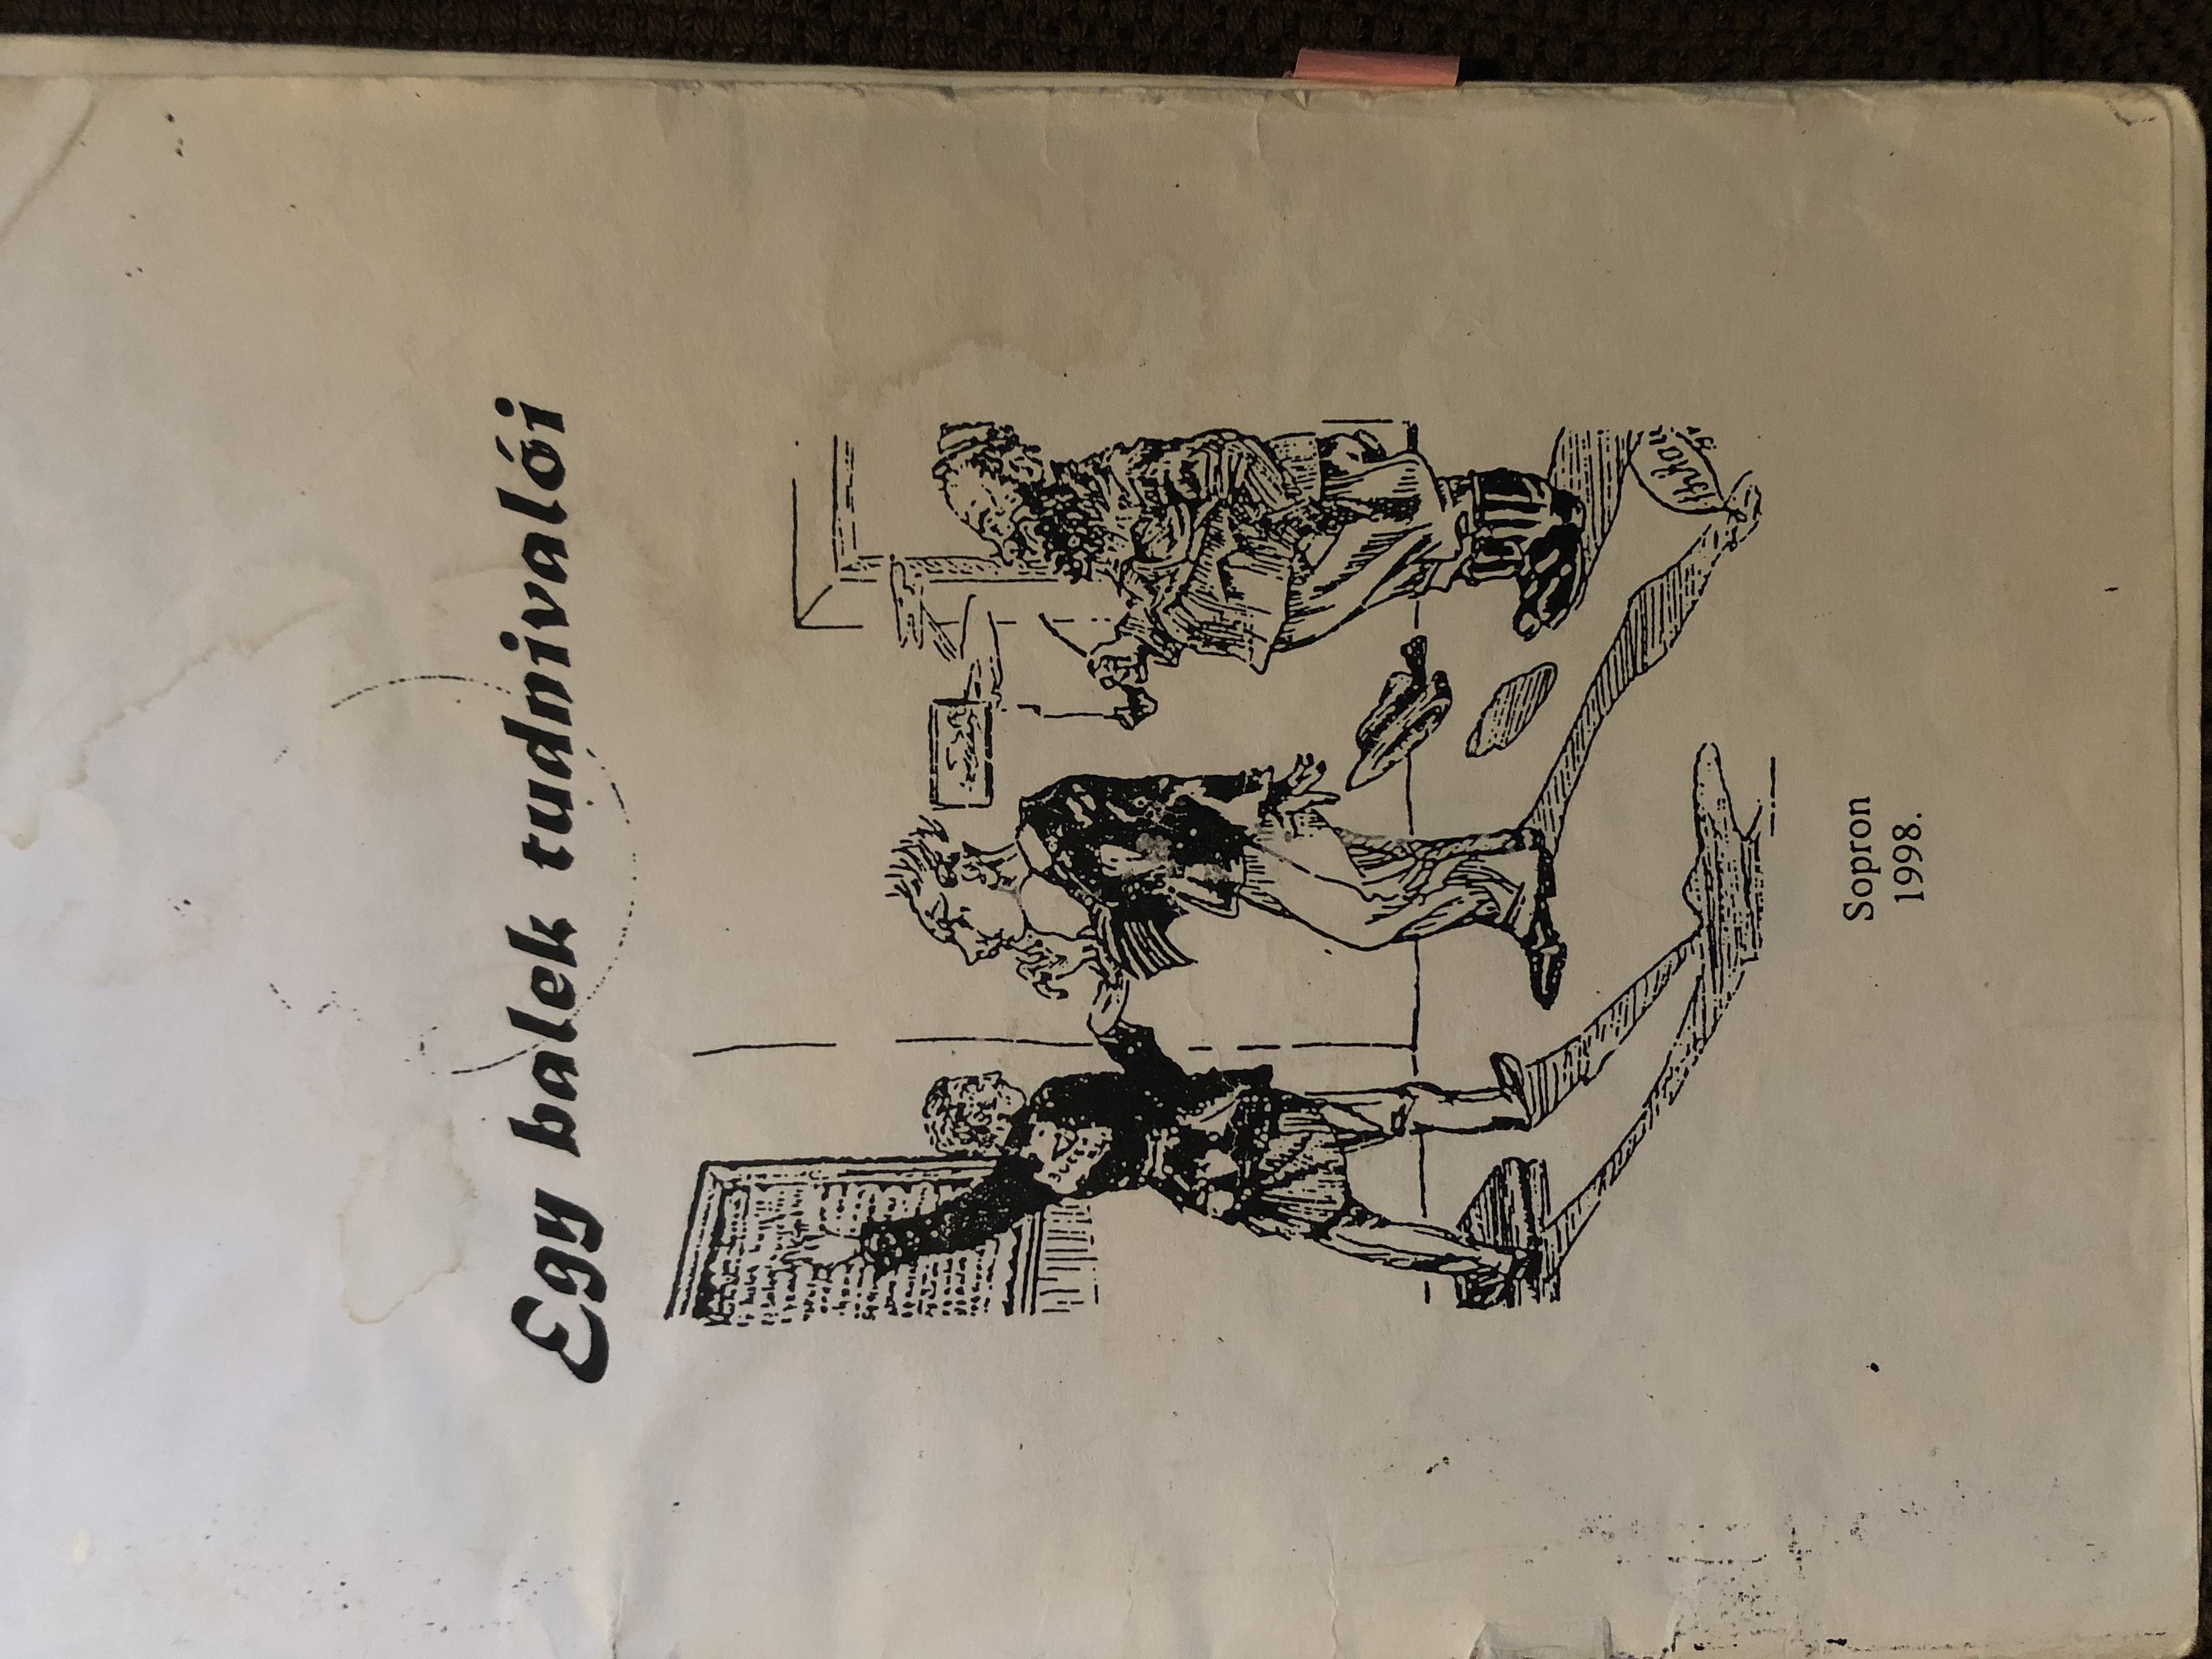 Egy balek tudnivalói
Sopron
1998.